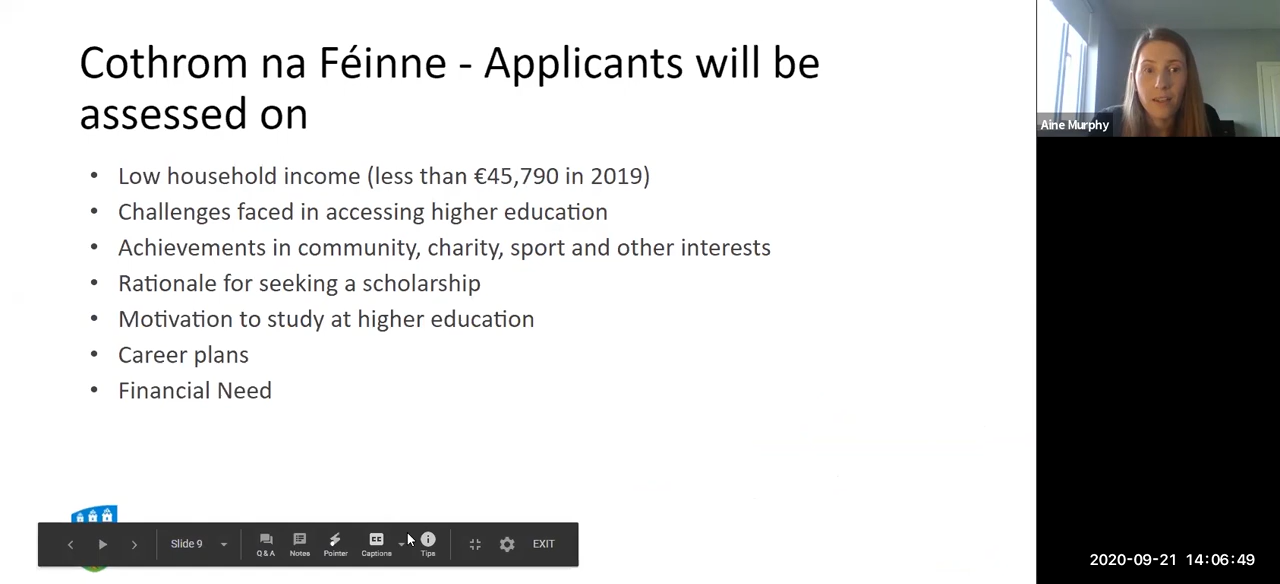 Cothrom na Féinne - Applicants will be
assessed on
• Low household income (less than €45,790 in 2019)
• Challenges faced in accessing higher education
• Achievements in community, charity, sport and other interests
• Rationale for seeking a scholarship
• Motivation to study at higher education
• Career plans
• Financial Need
Aine Murphy
Slide 9
Q & A
Notes
Pointer
CC
Captions
Tips
EXIT
2020-09-21 14:06:49